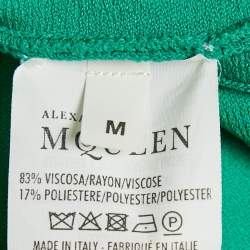 M
ALEXA
MCQUEEN
83% VISCOSA/RAYON/VISCOSE
17% POLIESTERE/POLYESTER/POLYESTER
MADE IN ITALY - FABRIQUÉ EN ITALIE